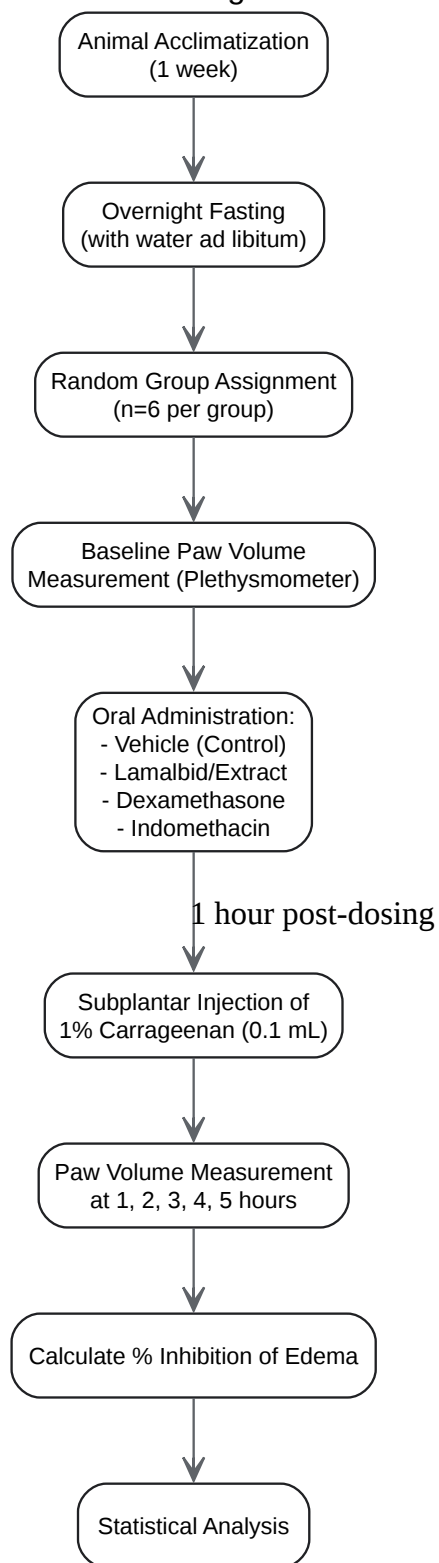 Animal Acclimatization
(1 week)
Overnight Fasting
(with water ad libitum)
Random Group Assignment
(n=6 per group)
Baseline Paw Volume
Measurement (Plethysmometer)
Oral Administration:
- Vehicle (Control)
- Lamalbid/Extract
- Dexamethasone
- Indomethacin
1 hour post-dosing
Subplantar Injection of
1% Carrageenan (0.1 mL)
Paw Volume Measurement
at 1, 2, 3, 4, 5 hours
Calculate % Inhibition of Edema
Statistical Analysis